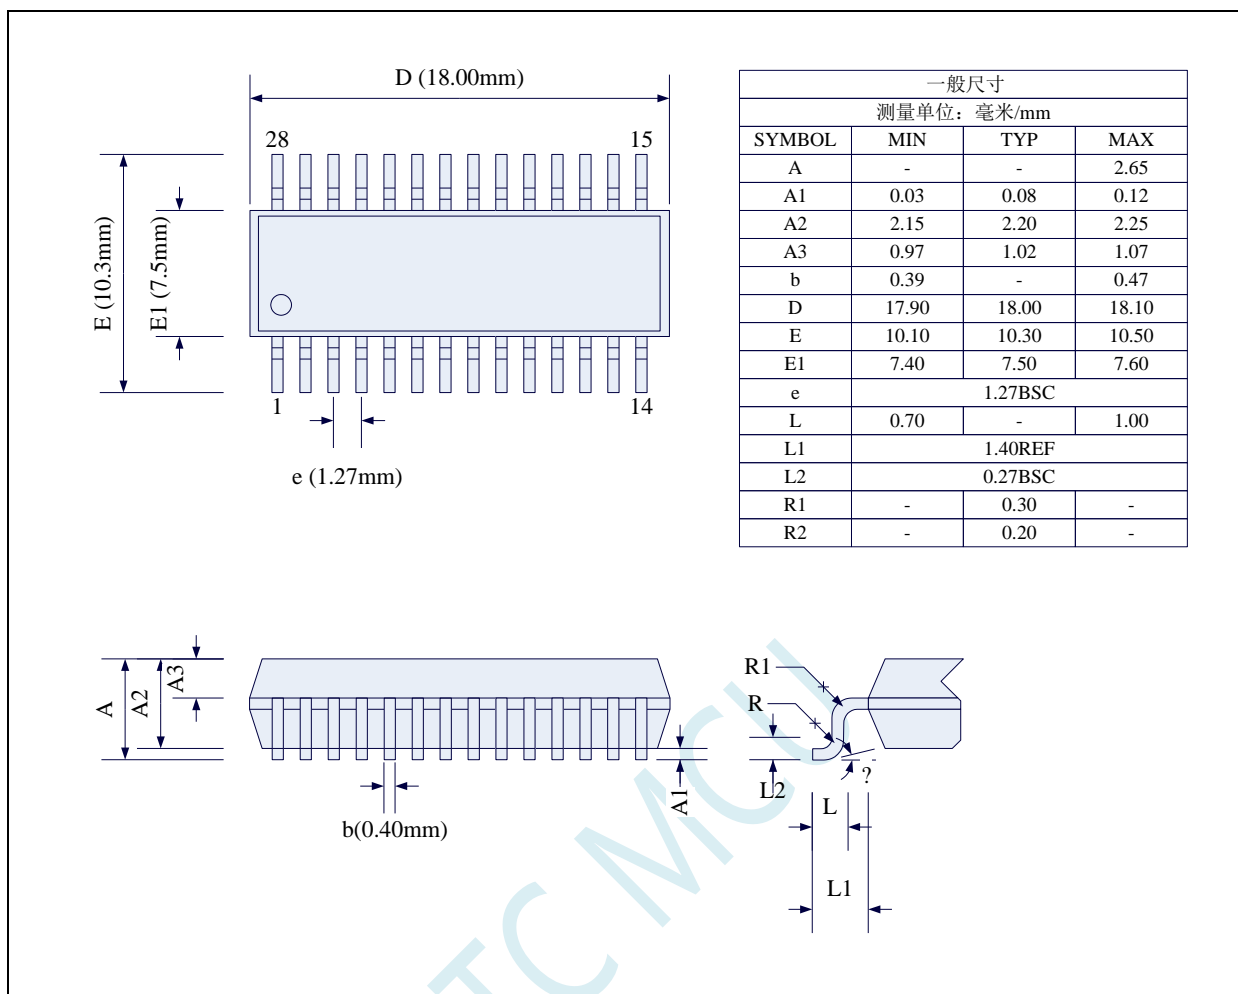 D (18.00mm)
28 15
E (10.3mm)
E1 (7.5mm)
1 14
e (1.27mm)
一般尺寸
测量单位：毫米/mm
SYMBOL MIN TYP MAX
A - - 2.65
A1 0.03 0.08 0.12
A2 2.15 2.20 2.25
A3 0.97 1.02 1.07
b 0.39 - 0.47
D 17.90 18.00 18.10
E 10.10 10.30 10.50
E1 7.40 7.50 7.60
e 1.27BSC
L 0.70 - 1.00
L1 1.40REF
L2 0.27BSC
R1 - 0.30 -
R2 - 0.20 -
A
A2
A3
b(0.40mm)
A1
R1
R
L2
?
L
L1
TC MCU